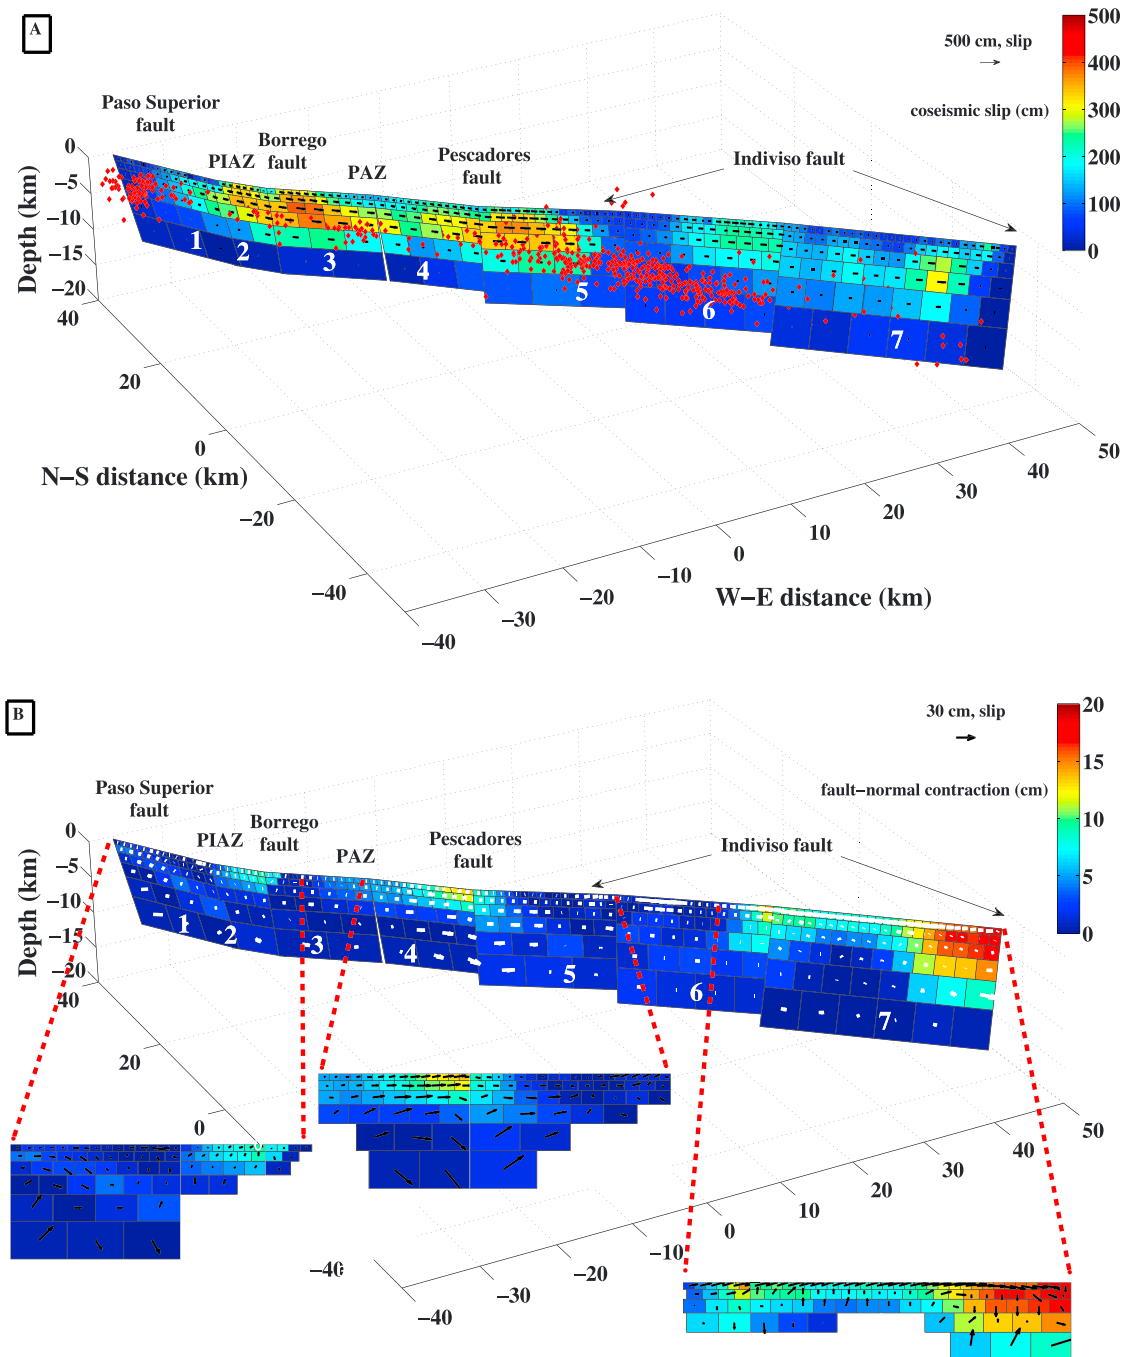 A
500
500 cm, slip
400
coseismic slip (cm)
300
200
100
0
Paso Superior
fault
PIAZ
Borrego
fault
PAZ
Pescadores
fault
Indiviso fault
0
−5
−10
−15
−20
Depth (km)
1
2
3
4
5
6
7
40
20
0
−20
−40
N−S distance (km)
−40
−30
−20
−10
0
10
20
30
40
50
W−E distance (km)
B
20
30 cm, slip
15
fault−normal contraction (cm)
10
5
0
Paso Superior
fault
PIAZ
Borrego
fault
PAZ
Pescadores
fault
Indiviso fault
0
−5
−10
−15
−20
Depth (km)
1
2
3
4
5
6
7
40
20
0
−40
−40
−30
−20
−10
0
10
20
30
40
50